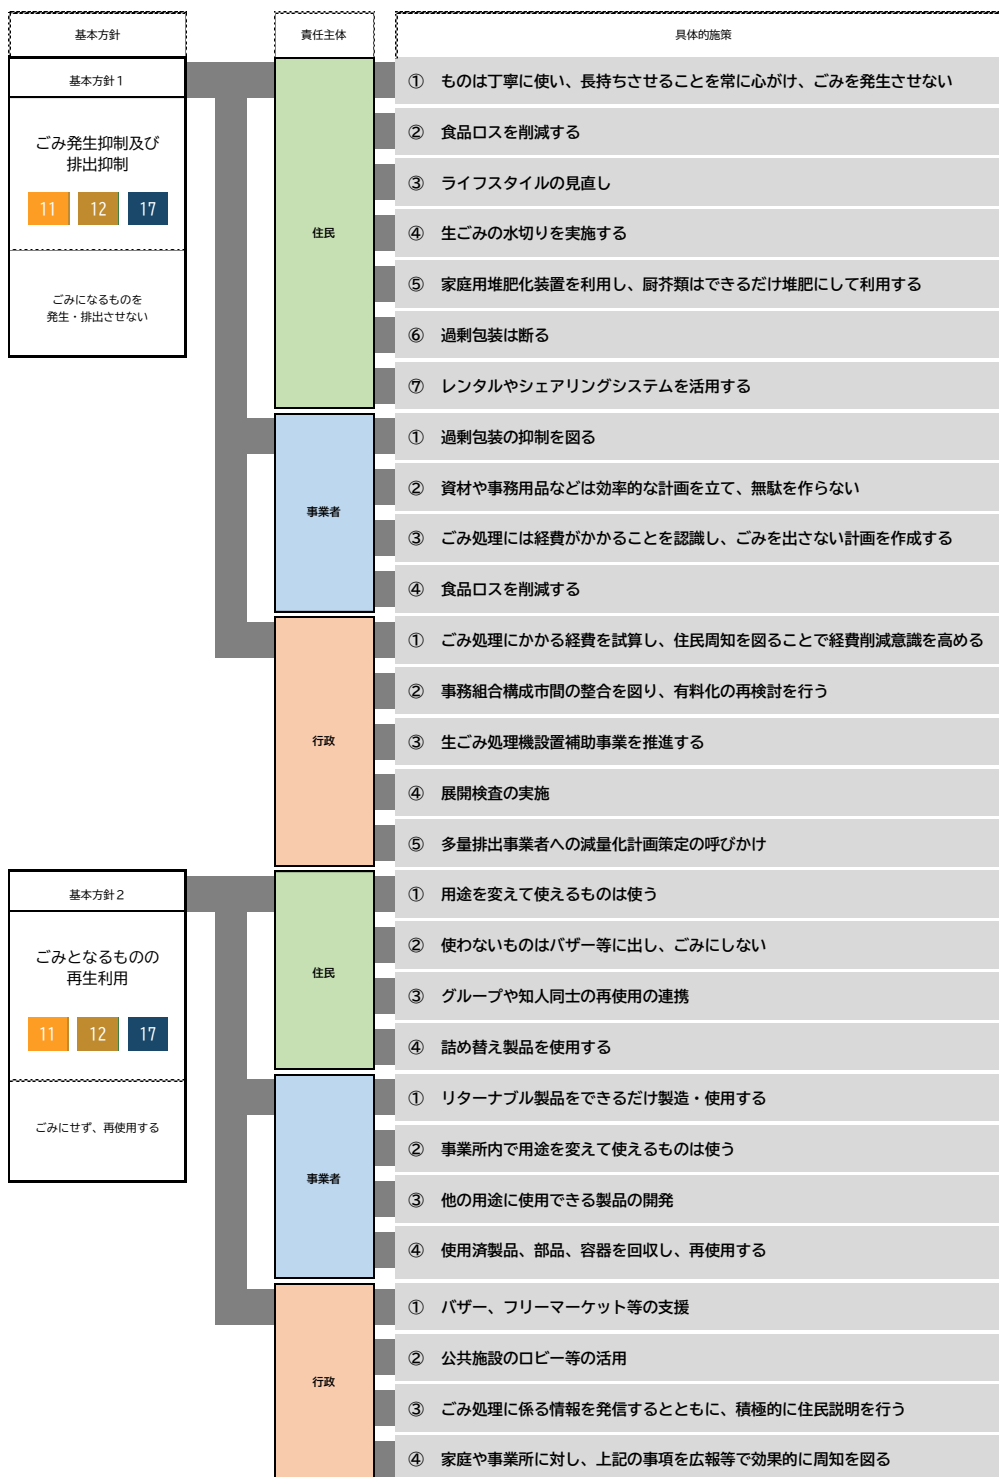 基本方針
責任主体
具体的施策
基本方針１
ごみ発生抑制及び
排出抑制
11 12 17
ごみになるものを
発生・排出させない
住民
① ものは丁寧に使い、長持ちさせることを常に心がけ、ごみを発生させない
② 食品ロスを削減する
③ ライフスタイルの見直し
④ 生ごみの水切りを実施する
⑤ 家庭用堆肥化装置を利用し、厨芥類はできるだけ堆肥にして利用する
⑥ 過剰包装は断る
⑦ レンタルやシェアリングシステムを活用する
事業者
① 過剰包装の抑制を図る
② 資材や事務用品などは効率的な計画を立て、無駄を作らない
③ ごみ処理には経費がかかることを認識し、ごみを出さない計画を作成する
④ 食品ロスを削減する
行政
① ごみ処理にかかる経費を試算し、住民周知を図ることで経費削減意識を高める
② 事務組合構成市間の整合を図り、有料化の再検討を行う
③ 生ごみ処理機設置補助事業を推進する
④ 展開検査の実施
⑤ 多量排出事業者への減量化計画策定の呼びかけ
基本方針２
ごみとなるものの
再生利用
11 12 17
ごみにせず、再使用する
住民
① 用途を変えて使えるものは使う
② 使わないものはバザー等に出し、ごみにしない
③ グループや知人同士の再使用の連携
④ 詰め替え製品を使用する
事業者
① リターナブル製品をできるだけ製造・使用する
② 事業所内で用途を変えて使えるものは使う
③ 他の用途に使用できる製品の開発
④ 使用済製品、部品、容器を回収し、再使用する
行政
① バザー、フリーマーケット等の支援
② 公共施設のロビー等の活用
③ ごみ処理に係る情報を発信するとともに、積極的に住民説明を行う
④ 家庭や事業所に対し、上記の事項を広報等で効果的に周知を図る